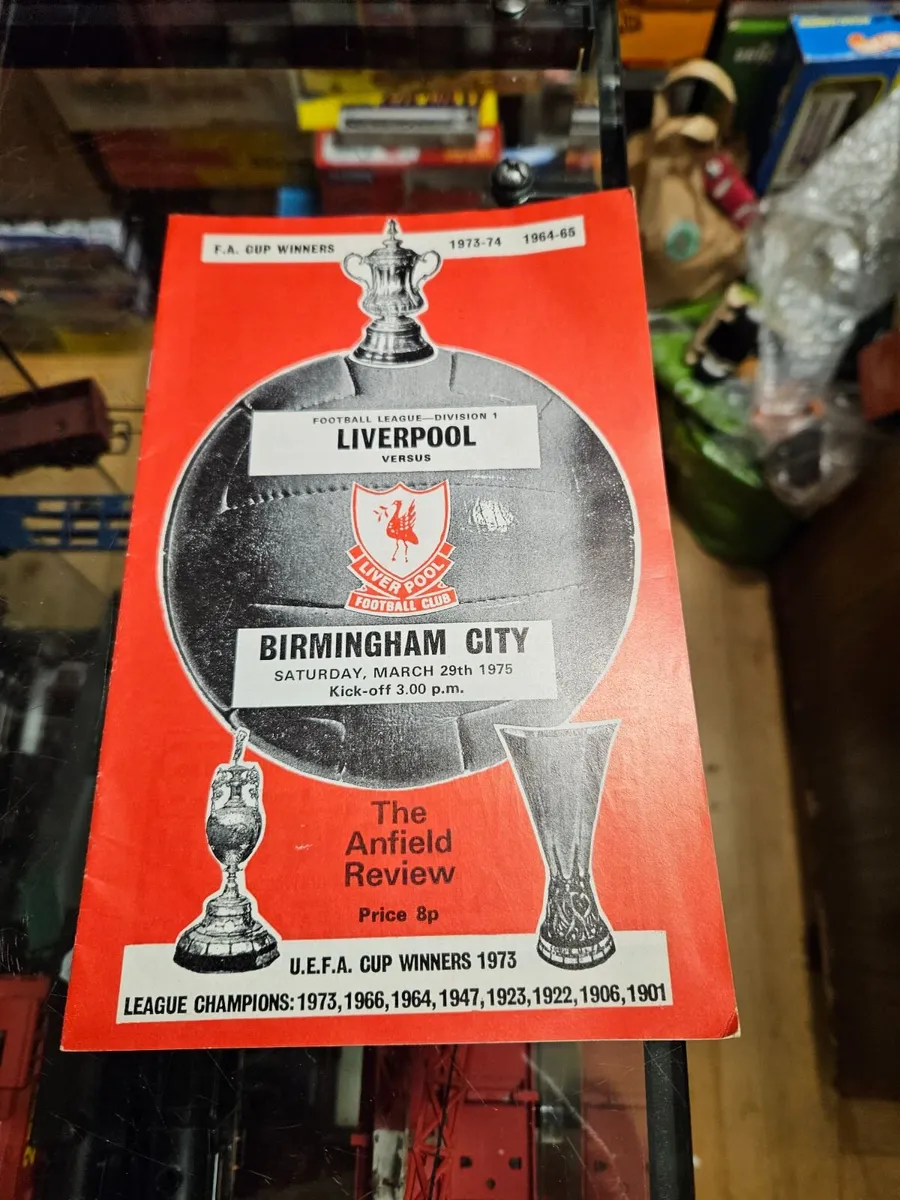 F.A. CUP WINNERS 1973-74 1964-65
FOOTBALL LEAGUE—DIVISION 1
LIVERPOOL
VERSUS
LIVERPOOL
FOOTBALL CLUB
BIRMINGHAM CITY
SATURDAY, MARCH 29th 1975
Kick-off 3.00 p.m.
The
Anfield
Review
Price 8p
U.E.F.A. CUP WINNERS 1973
LEAGUE CHAMPIONS: 1973, 1966, 1964, 1947, 1923, 1922, 1906, 1901